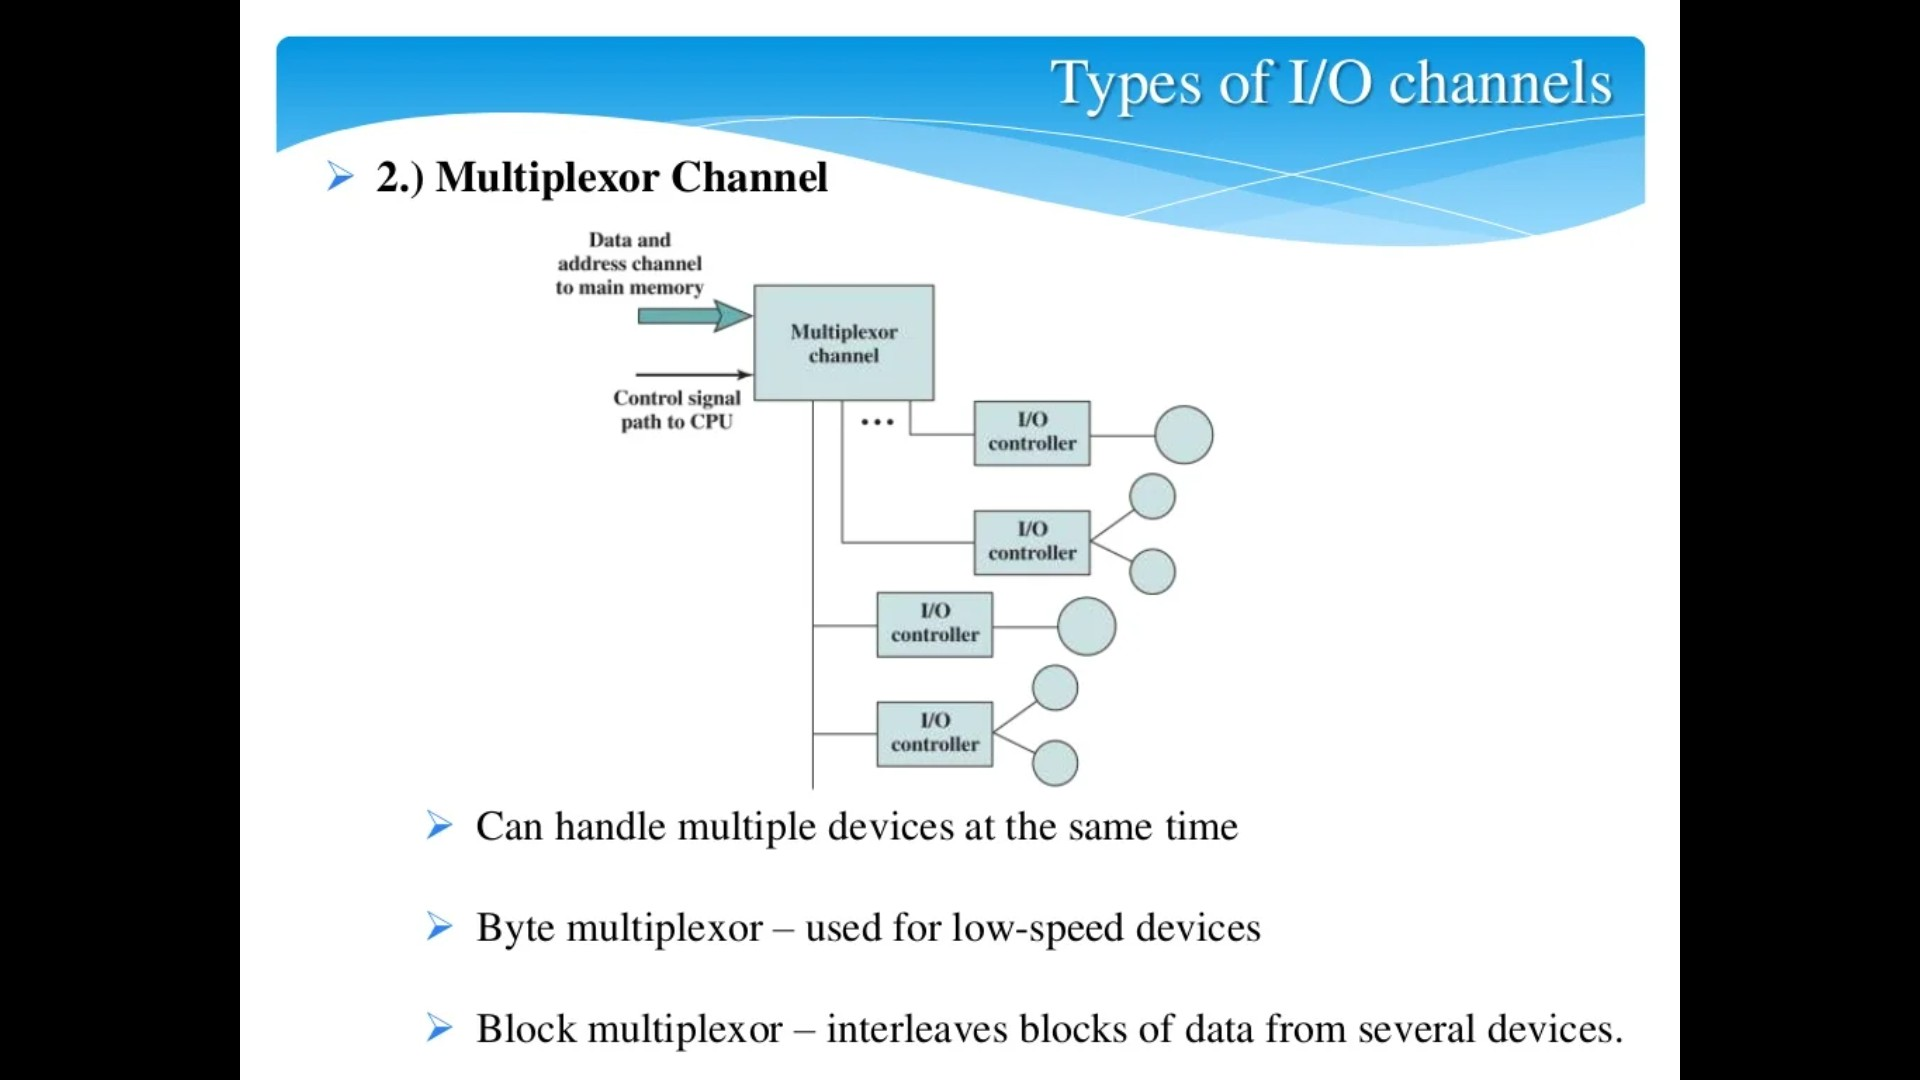 Types of I/O channels
2.) Multiplexor Channel
Data and
address channel
to main memory
Multiplexor
channel
Control signal
path to CPU
...
I/O
controller
I/O
controller
I/O
controller
I/O
controller
Can handle multiple devices at the same time
Byte multiplexor – used for low-speed devices
Block multiplexor – interleaves blocks of data from several devices.